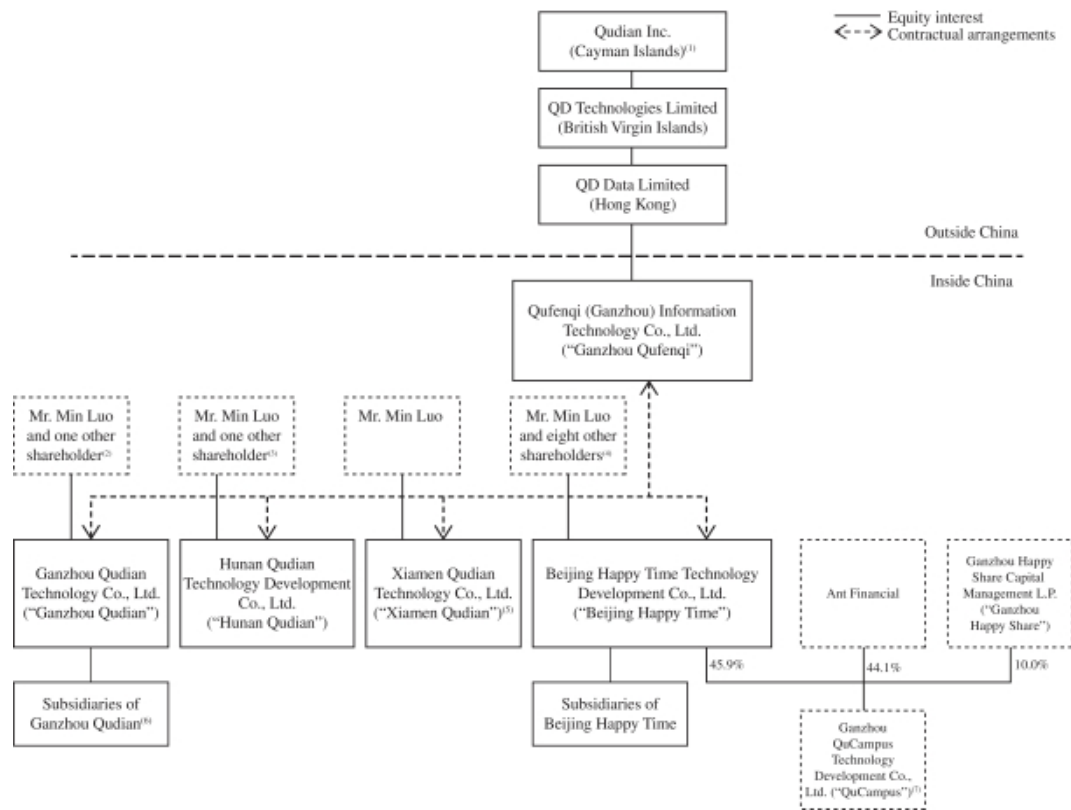 Equity interest
Contractual arrangements
Qudian Inc.
(Cayman Islands)(1)
QD Technologies Limited
(British Virgin Islands)
QD Data Limited
(Hong Kong)
Outside China
Inside China
Qufenqi (Ganzhou) Information
Technology Co., Ltd.
(“Ganzhou Qufenqi”)
Mr. Min Luo
and one other
shareholder(2)
Mr. Min Luo
and one other
shareholder(3)
Mr. Min Luo
Mr. Min Luo
and eight other
shareholders(4)
Ganzhou Qudian
Technology Co., Ltd.
(“Ganzhou Qudian”)
Hunan Qudian
Technology Development
Co., Ltd.
(“Hunan Qudian”)
Xiamen Qudian
Technology Co., Ltd.
(“Xiamen Qudian”)(5)
Beijing Happy Time Technology
Development Co., Ltd.
(“Beijing Happy Time”)
Ant Financial
Ganzhou Happy
Share Capital
Management L.P.
(“Ganzhou
Happy Share”)
45.9%
44.1%
10.0%
Subsidiaries of
Ganzhou Qudian(6)
Subsidiaries of
Beijing Happy Time
Ganzhou
QuCampus
Technology
Development Co.,
Ltd. (“QuCampus”)(7)